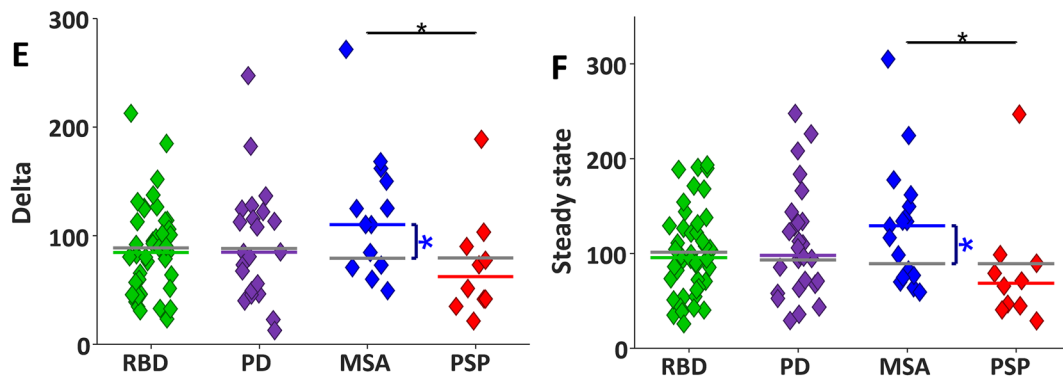 E
Delta
300
200
100
0
*
*
RBD PD MSA PSP
F
Steady state
300
200
100
0
*
*
RBD PD MSA PSP